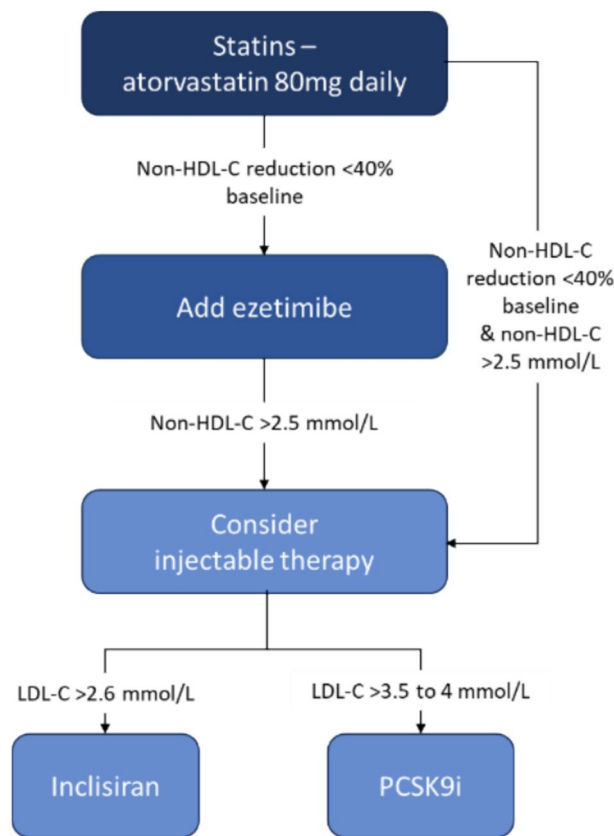 Statins –
atorvastatin 80mg daily
Non-HDL-C reduction <40%
baseline
Non-HDL-C
reduction <40%
baseline
& non-HDL-C
>2.5 mmol/L
Add ezetimibe
Non-HDL-C >2.5 mmol/L
Consider
injectable therapy
LDL-C >2.6 mmol/L
LDL-C >3.5 to 4 mmol/L
Inclisiran
PCSK9i